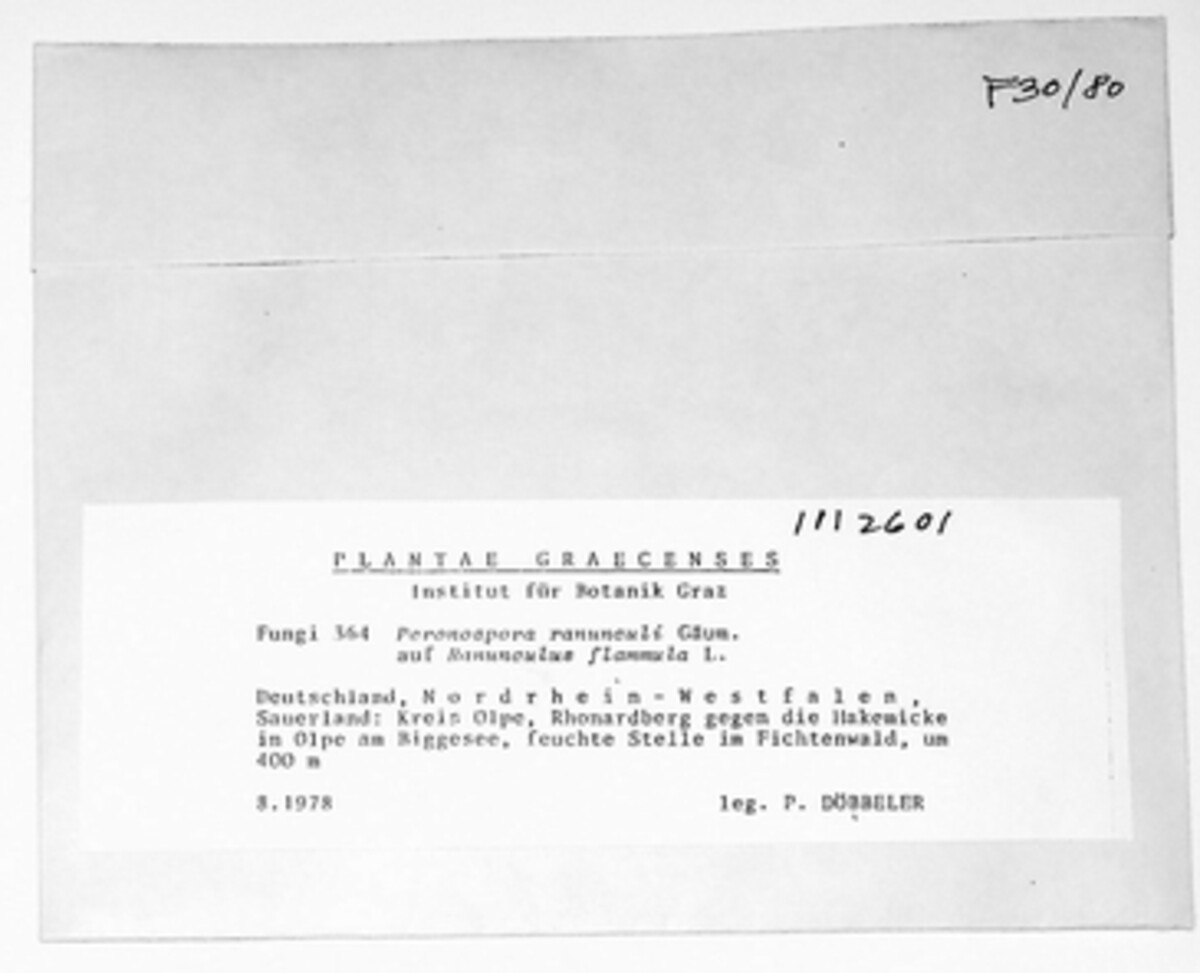 F30/80
1112601
PLANTAE GRAECENSES
Institut für Botanik Graz
Fungi 364 Peronospora ranunculi Gäum.
auf Ranunculus flammula L.
Deutschland, Nordrhein-Westfalen,
Sauerland: Kreis Olpe, Rhonardberg gegen die Hakemicke
in Olpe am Biggesee, feuchte Stelle im Fichtenwald, um
400 m
8.1978 leg. P. DÖBBELER